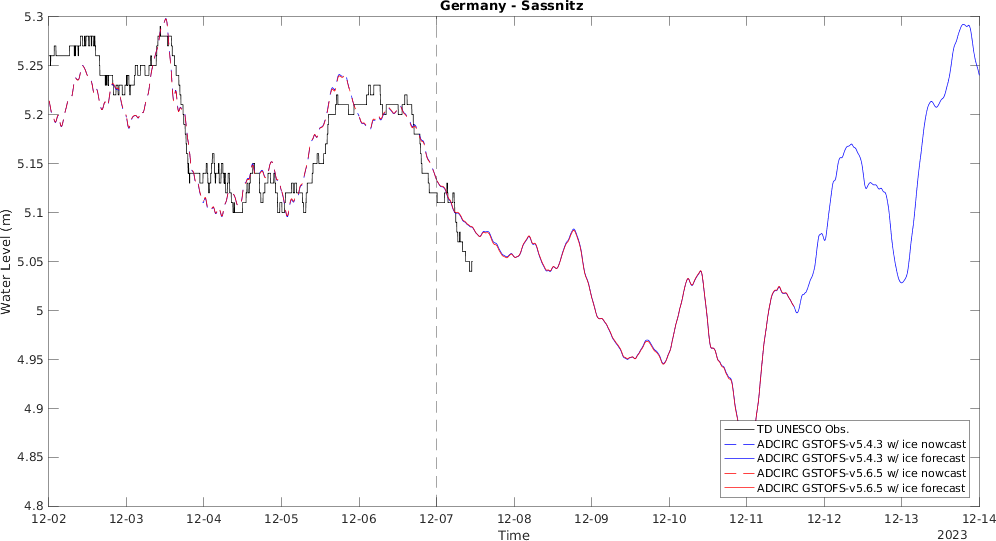 Germany - Sassnitz
Water Level (m)
5.3
5.25
5.2
5.15
5.1
5.05
5
4.95
4.9
4.85
4.8
TD UNESCO Obs.
ADCIRC GSTOFS-v5.4.3 w/ ice nowcast
ADCIRC GSTOFS-v5.4.3 w/ ice forecast
ADCIRC GSTOFS-v5.6.5 w/ ice nowcast
ADCIRC GSTOFS-v5.6.5 w/ ice forecast
12-02 12-03 12-04 12-05 12-06 12-07 12-08 12-09 12-10 12-11 12-12 12-13 12-14
Time
2023